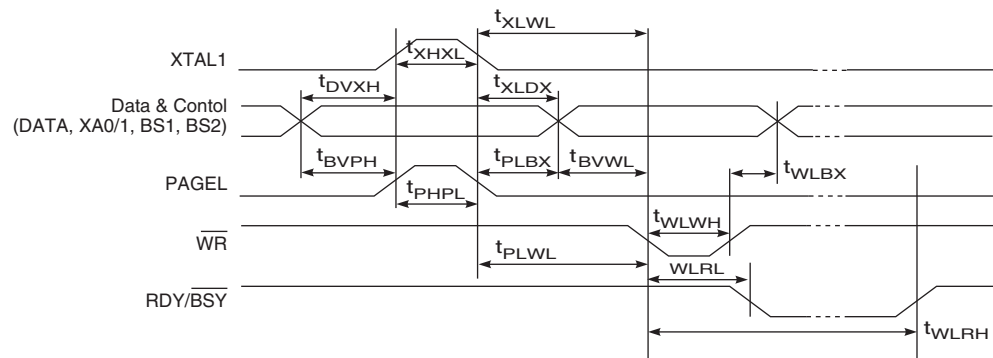 tXLWL
XTAL1
tXHXL
tDVXH
tXLDX
Data & Contol
(DATA, XA0/1, BS1, BS2)
tBVPH
tPLBX
tBVWL
tWLBX
PAGEL
tPHPL
tWLWH
WR
tPLWL
WLRL
RDY/BSY
tWLRH